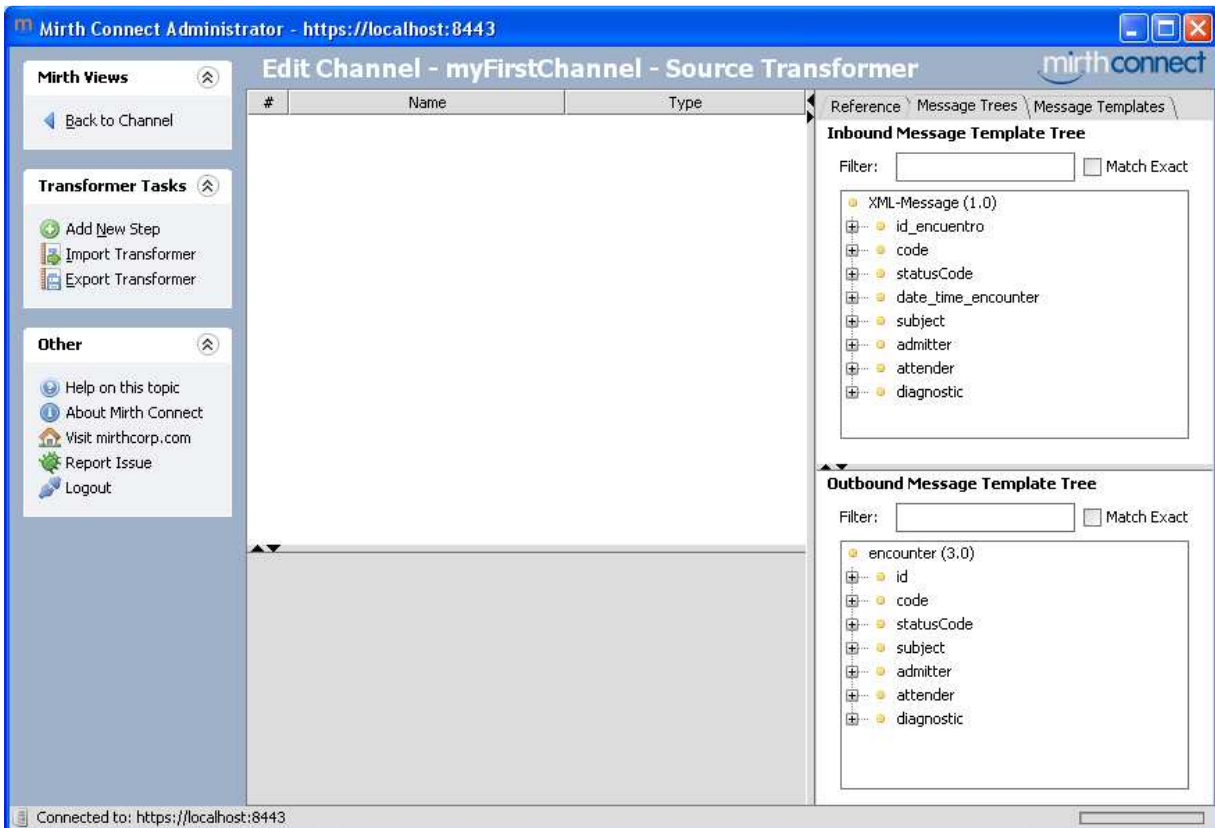 Mirth Connect Administrator - https://localhost:8443
Edit Channel - myFirstChannel - Source Transformer
mirthconnect
Mirth Views
Back to Channel
Transformer Tasks
Add New Step
Import Transformer
Export Transformer
Other
Help on this topic
About Mirth Connect
Visit mirthcorp.com
Report Issue
Logout
# Name Type
Reference Message Trees Message Templates
Inbound Message Template Tree
Filter: Match Exact
XML-Message (1.0)
id_encuentro
code
statusCode
date_time_encounter
subject
admitter
attender
diagnostic
Outbound Message Template Tree
Filter: Match Exact
encounter (3.0)
id
code
statusCode
subject
admitter
attender
diagnostic
Connected to: https://localhost:8443